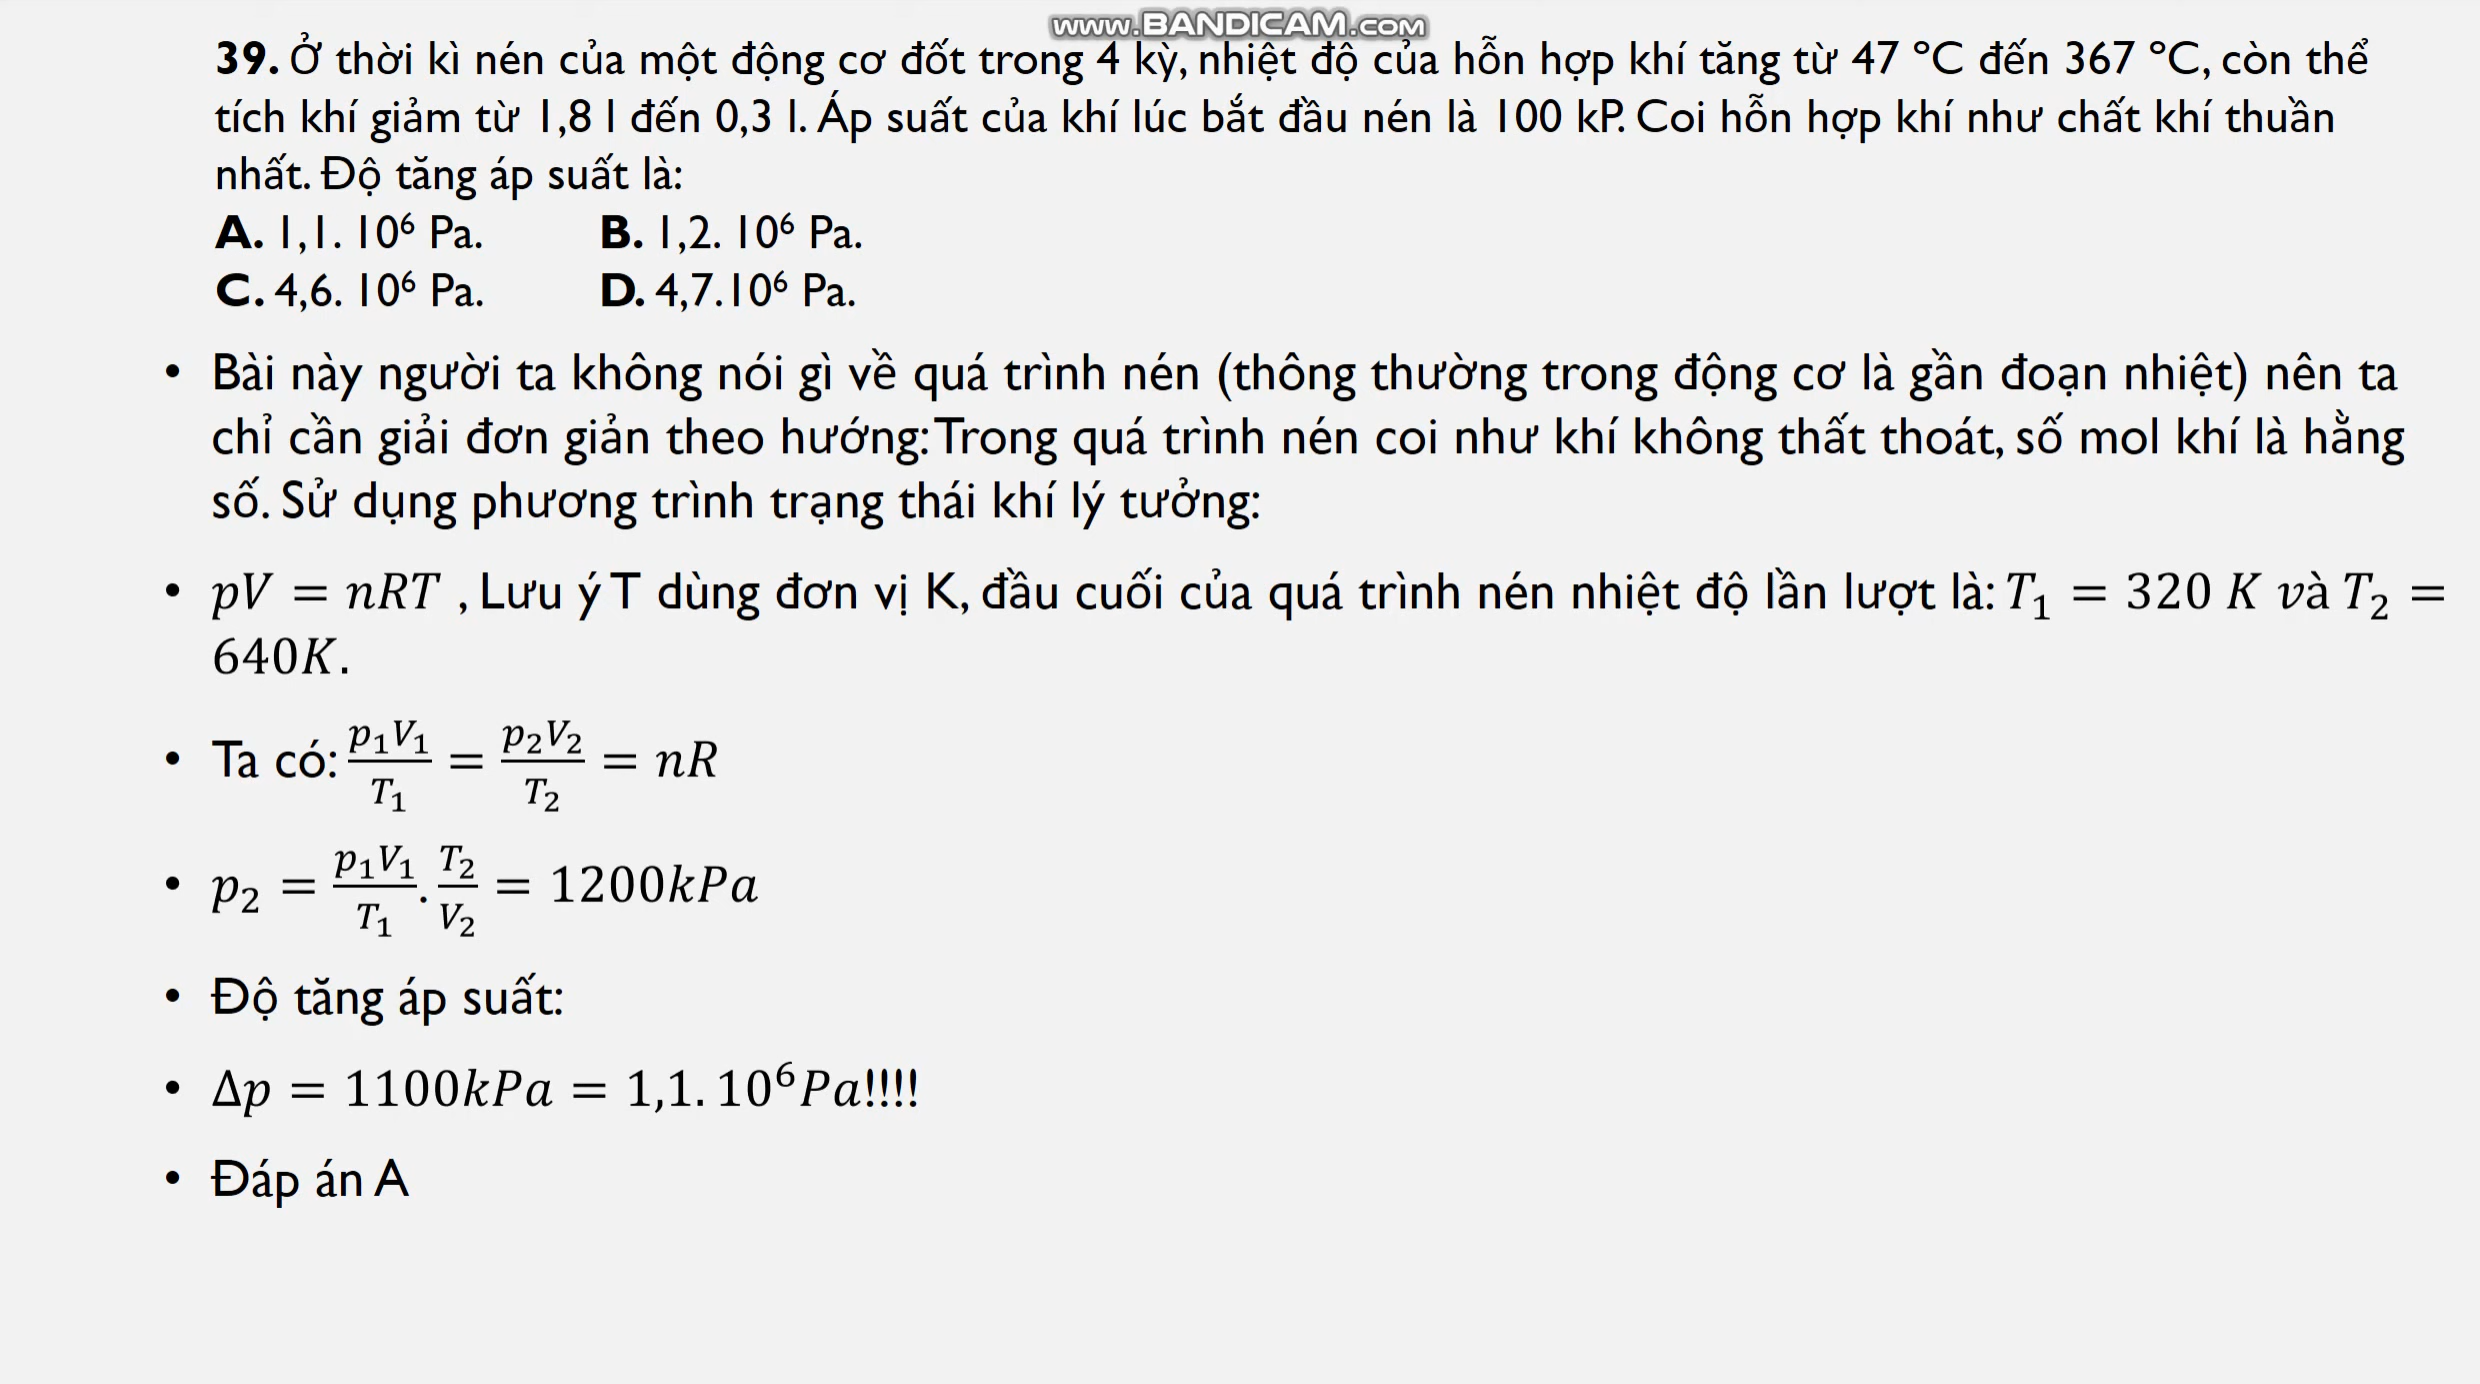 www.BANDICAM.com
39. Ở thời kì nén của một động cơ đốt trong 4 kỳ, nhiệt độ của hỗn hợp khí tăng từ 47 °C đến 367 °C, còn thể
tích khí giảm từ 1,8 l đến 0,3 l. Áp suất của khí lúc bắt đầu nén là 100 kP. Coi hỗn hợp khí như chất khí thuần
nhất. Độ tăng áp suất là:
A. 1,1. 10⁶ Pa. B. 1,2. 10⁶ Pa.
C. 4,6. 10⁶ Pa. D. 4,7.10⁶ Pa.
• Bài này người ta không nói gì về quá trình nén (thông thường trong động cơ là gần đoạn nhiệt) nên ta
chỉ cần giải đơn giản theo hướng: Trong quá trình nén coi như khí không thất thoát, số mol khí là hằng
số. Sử dụng phương trình trạng thái khí lý tưởng:
• pV = nRT , Lưu ý T dùng đơn vị K, đầu cuối của quá trình nén nhiệt độ lần lượt là: T₁ = 320 K và T₂ =
640K.
• Ta có: p₁V₁/T₁ = p₂V₂/T₂ = nR
• p₂ = p₁V₁/T₁ . T₂/V₂ = 1200kPa
• Độ tăng áp suất:
• Δp = 1100kPa = 1,1. 10⁶Pa!!!!
• Đáp án A